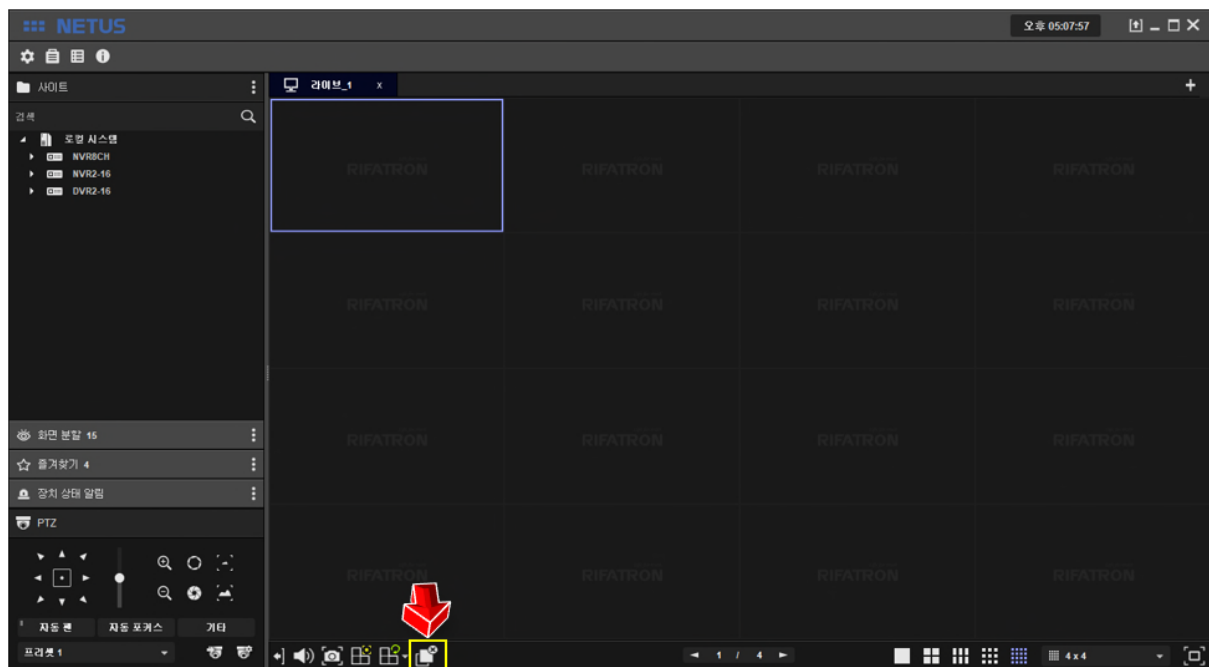 NETUS
오후 05:07:57
사이트
라이브_1 x
검색
로컬 시스템
NVR8CH
NVR2-16
DVR2-16
RIFATRON RIFATRON RIFATRON RIFATRON
RIFATRON RIFATRON RIFATRON RIFATRON
RIFATRON RIFATRON RIFATRON RIFATRON
RIFATRON RIFATRON RIFATRON RIFATRON
화면 분할 15
즐겨찾기 4
장치 상태 알림
PTZ
자동 팬 자동 포커스 기타
프리셋 1
1 / 4
4 x 4